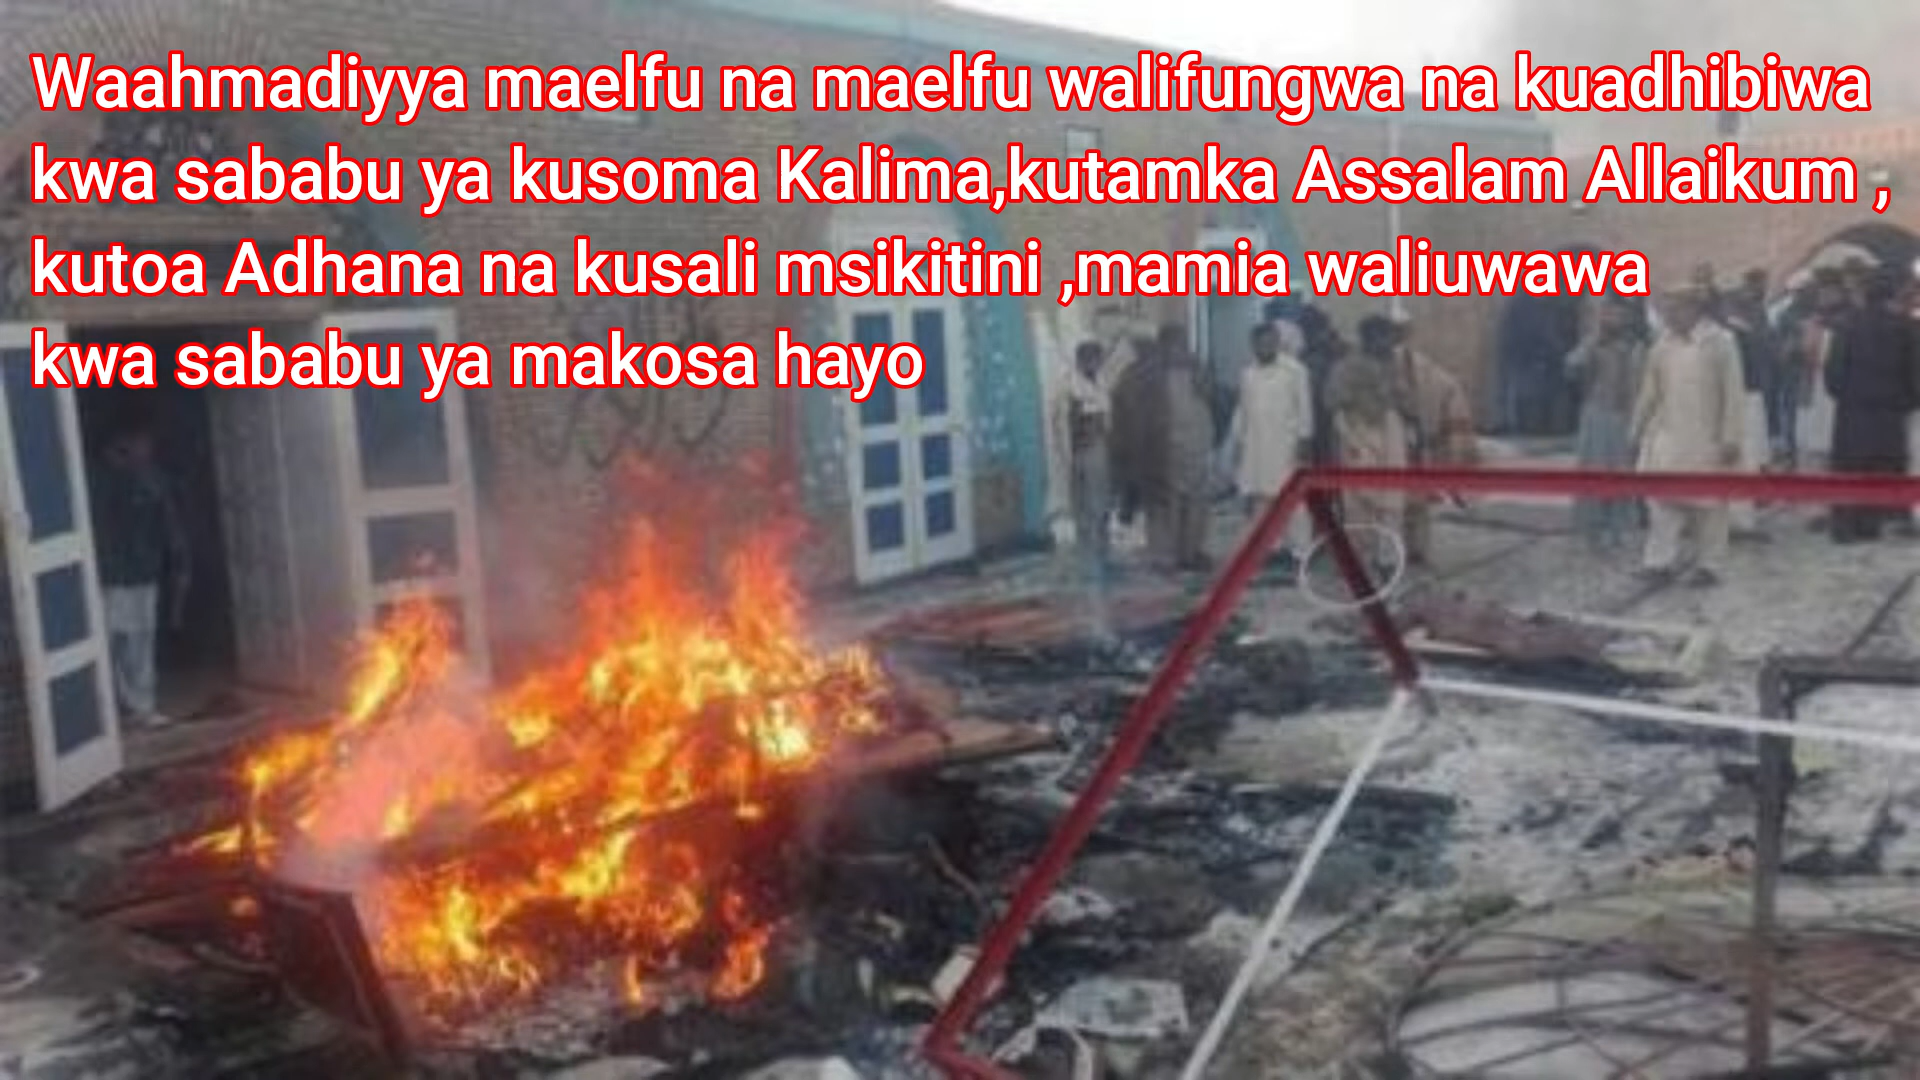 Waahmadiyya maelfu na maelfu walifungwa na kuadhibiwa
kwa sababu ya kusoma Kalima,kutamka Assalam Allaikum ,
kutoa Adhana na kusali msikitini ,mamia waliuwawa
kwa sababu ya makosa hayo